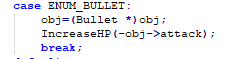 case ENUM_BULLET:
obj=(Bullet *)obj;
IncreaseHP(-obj->attack);
break;